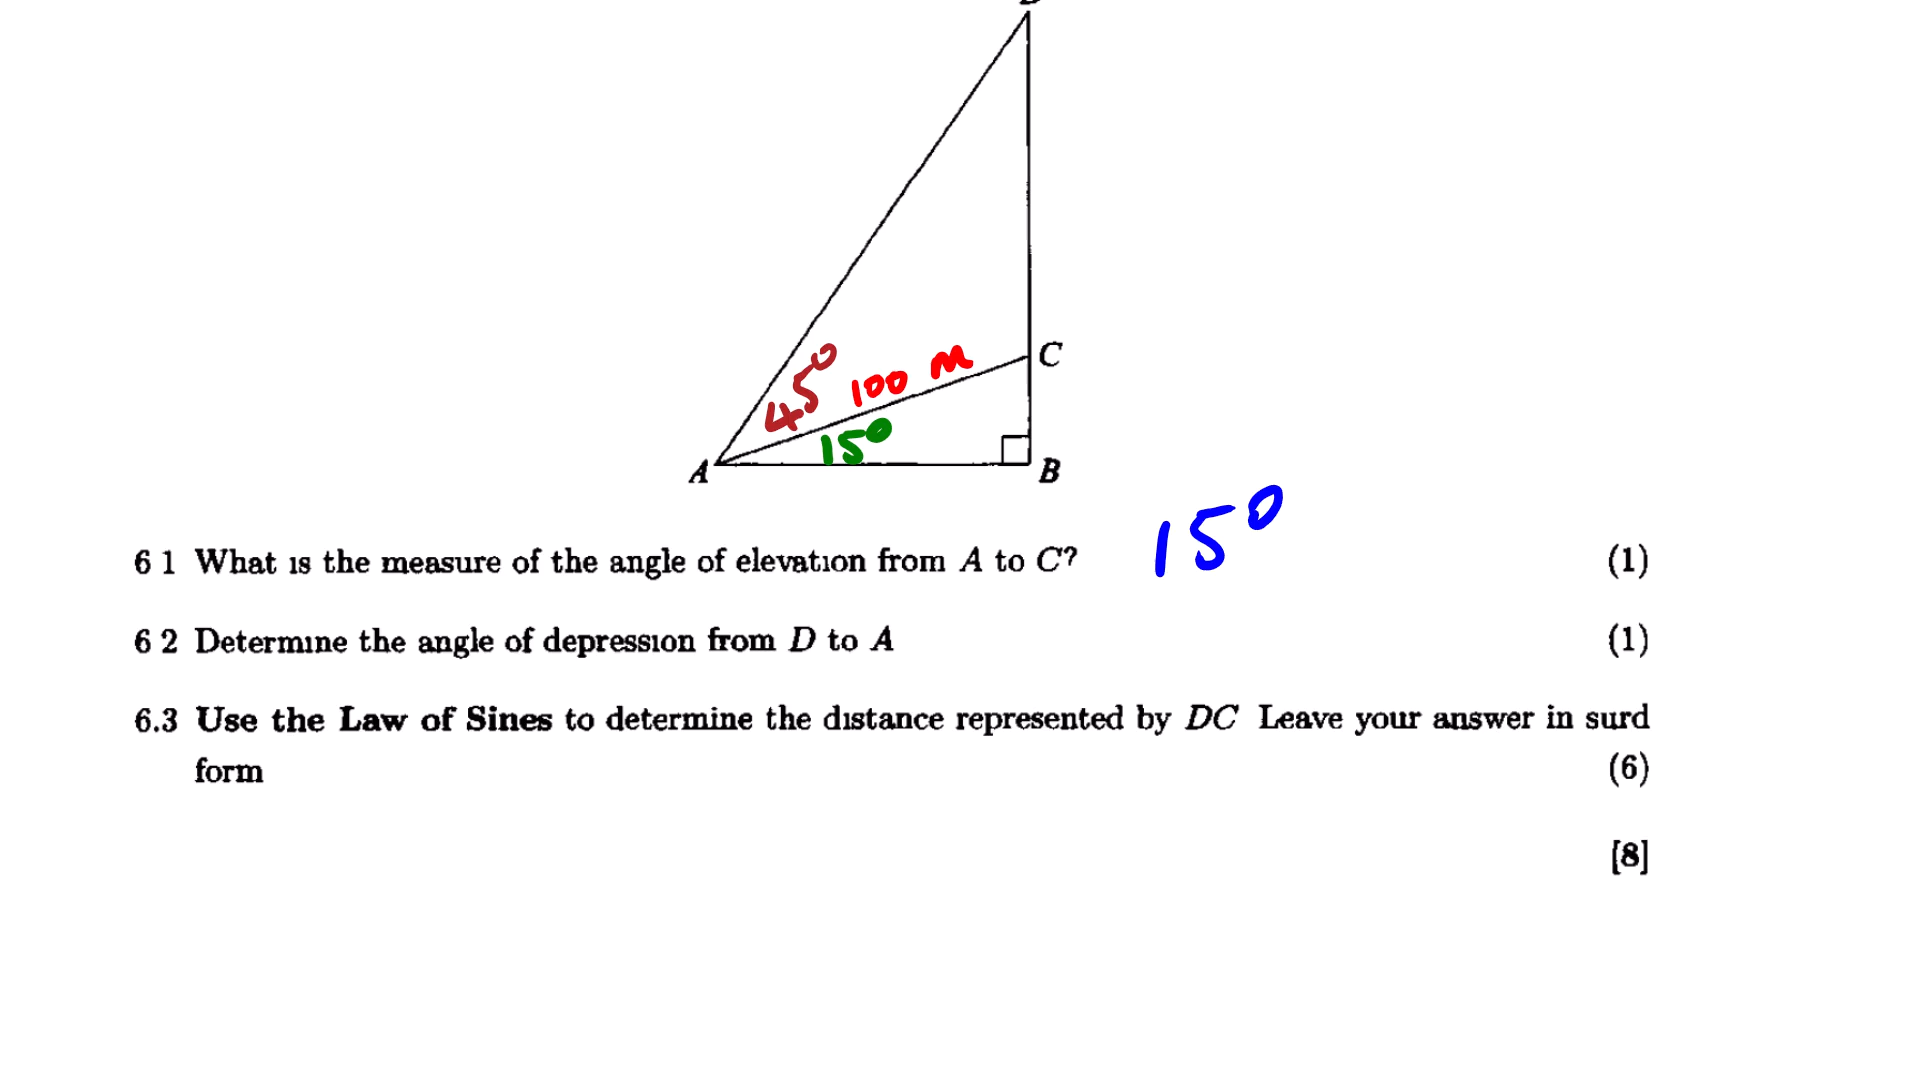 45°
100 m
C
15°
A
B
15°
6 1 What is the measure of the angle of elevation from A to C? (1)
6 2 Determine the angle of depression from D to A (1)
6.3 Use the Law of Sines to determine the distance represented by DC Leave your answer in surd
form (6)
[8]